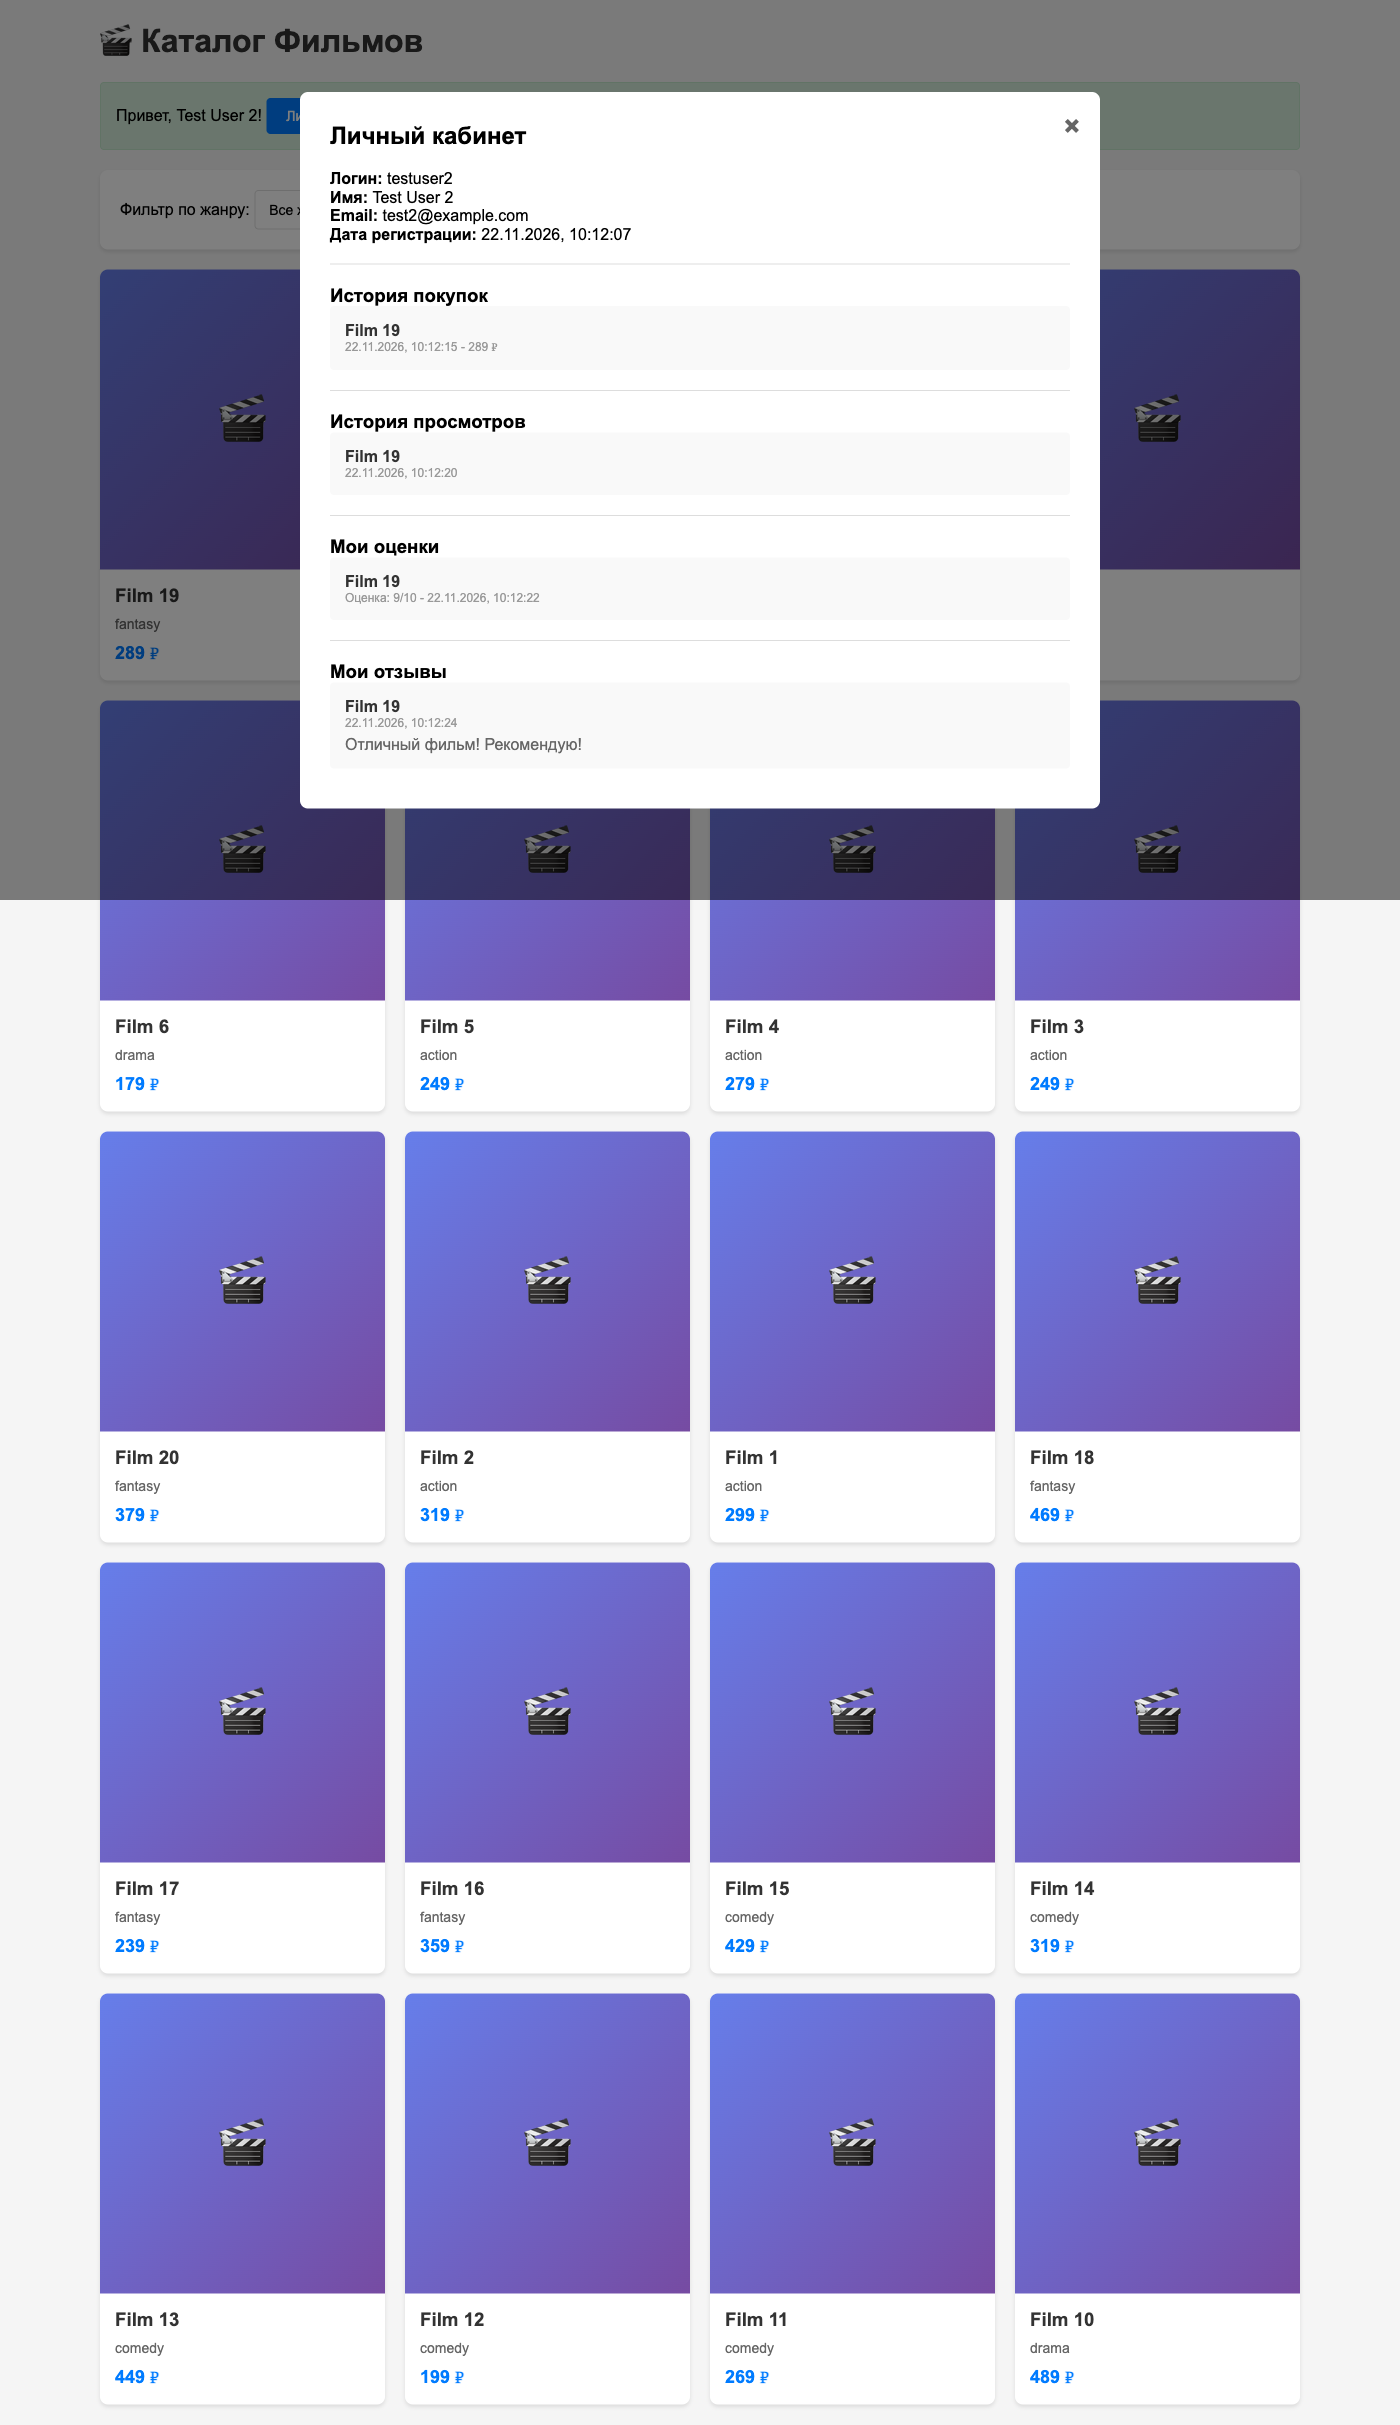 Каталог Фильмов
Привет, Test User 2!
Фильтр по жанру:
Личный кабинет
Логин: testuser2
Имя: Test User 2
Email: test2@example.com
Дата регистрации: 22.11.2026, 10:12:07
История покупок
Film 19
22.11.2026, 10:12:15 - 289 ₽
История просмотров
Film 19
22.11.2026, 10:12:20
Мои оценки
Film 19
Оценка: 9/10 - 22.11.2026, 10:12:22
Мои отзывы
Film 19
22.11.2026, 10:12:24
Отличный фильм! Рекомендую!
Film 19
fantasy
289 ₽
Film 6
drama
179 ₽
Film 5
action
249 ₽
Film 4
action
279 ₽
Film 3
action
249 ₽
Film 20
fantasy
379 ₽
Film 2
action
319 ₽
Film 1
action
299 ₽
Film 18
fantasy
469 ₽
Film 17
fantasy
239 ₽
Film 16
fantasy
359 ₽
Film 15
comedy
429 ₽
Film 14
comedy
319 ₽
Film 13
comedy
449 ₽
Film 12
comedy
199 ₽
Film 11
comedy
269 ₽
Film 10
drama
489 ₽